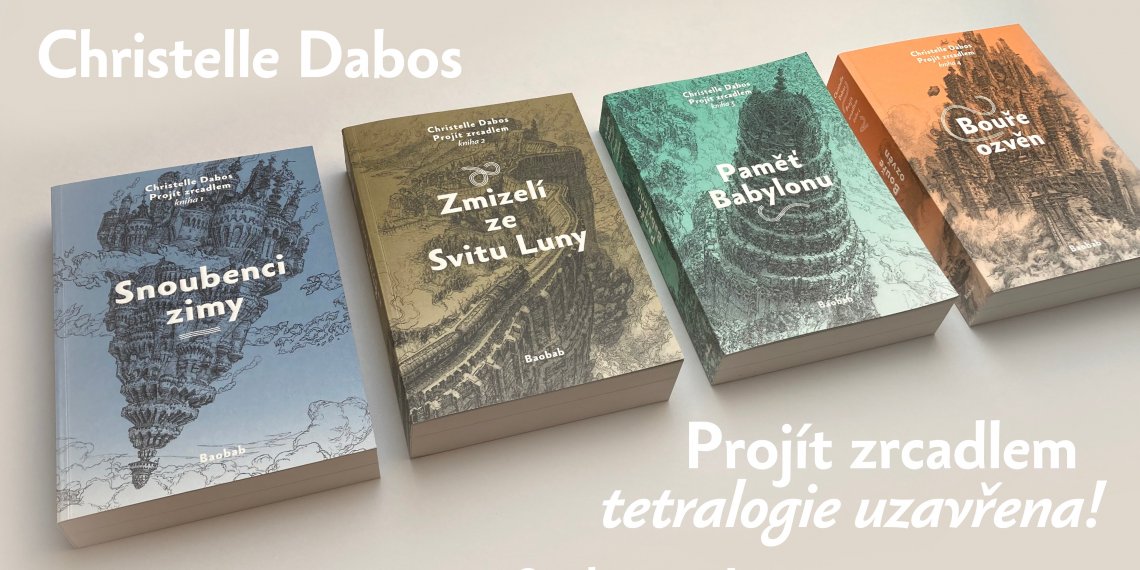 Christelle Dabos
Christelle Dabos
Projít zrcadlem
kniha 1
Snoubenci
zimy
Baobab
Christelle Dabos
Projít zrcadlem
kniha 2
Zmizelí
ze
Svitu Luny
Baobab
Christelle Dabos
Projít zrcadlem
kniha 3
Paměť
Babylonu
Baobab
Christelle Dabos
Projít zrcadlem
kniha 4
Bouře
ozvěn
Baobab
Bouře
ozvěn
Projít zrcadlem
tetralogie uzavřena!